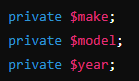 private $make;
private $model;
private $year;